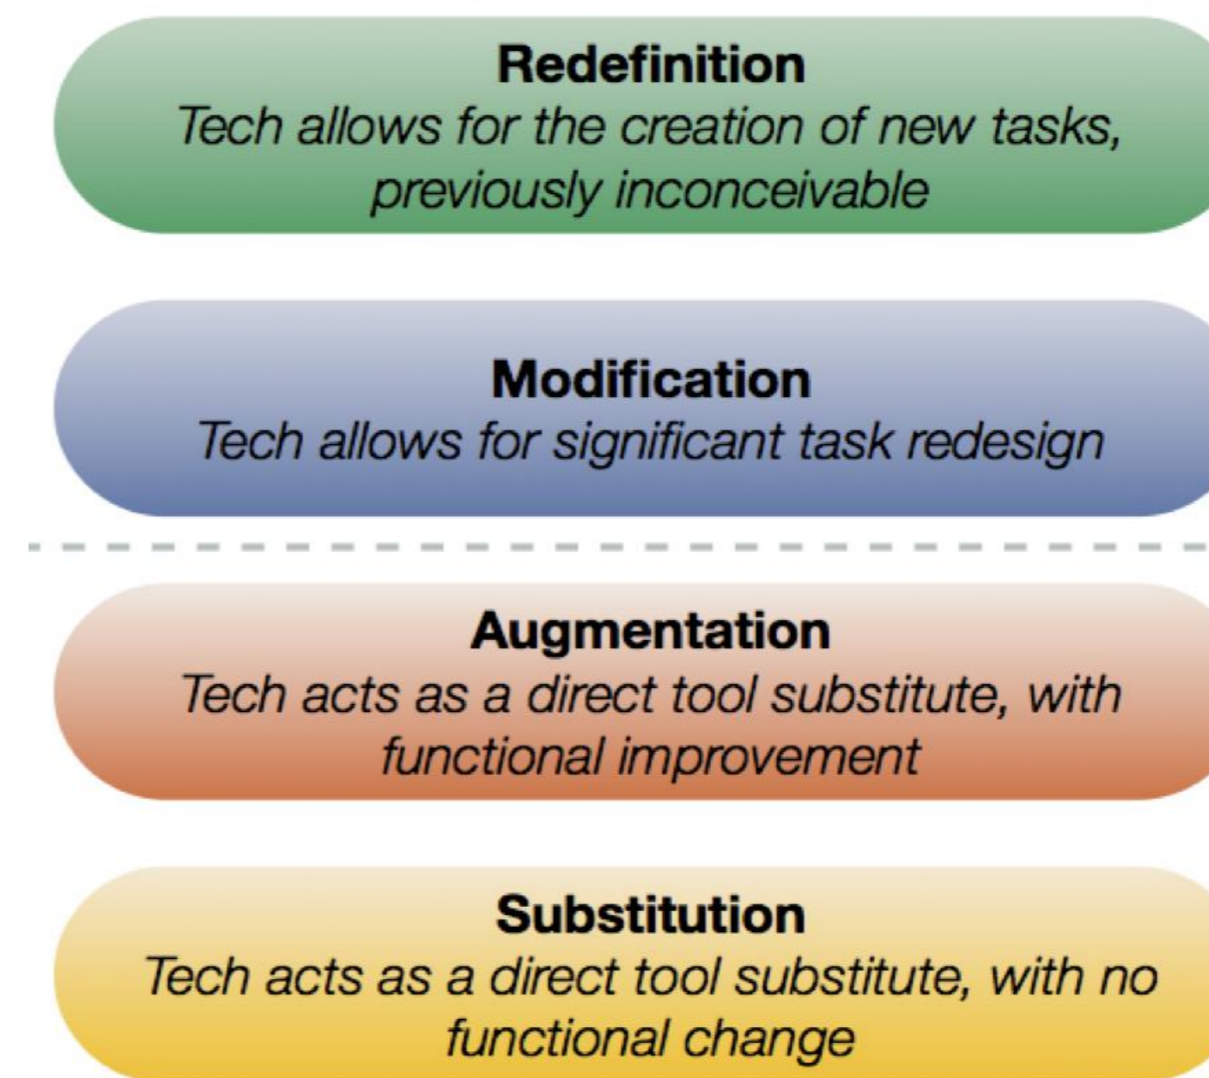 Redefinition
Tech allows for the creation of new tasks,
previously inconceivable
Modification
Tech allows for significant task redesign
Augmentation
Tech acts as a direct tool substitute, with
functional improvement
Substitution
Tech acts as a direct tool substitute, with no
functional change